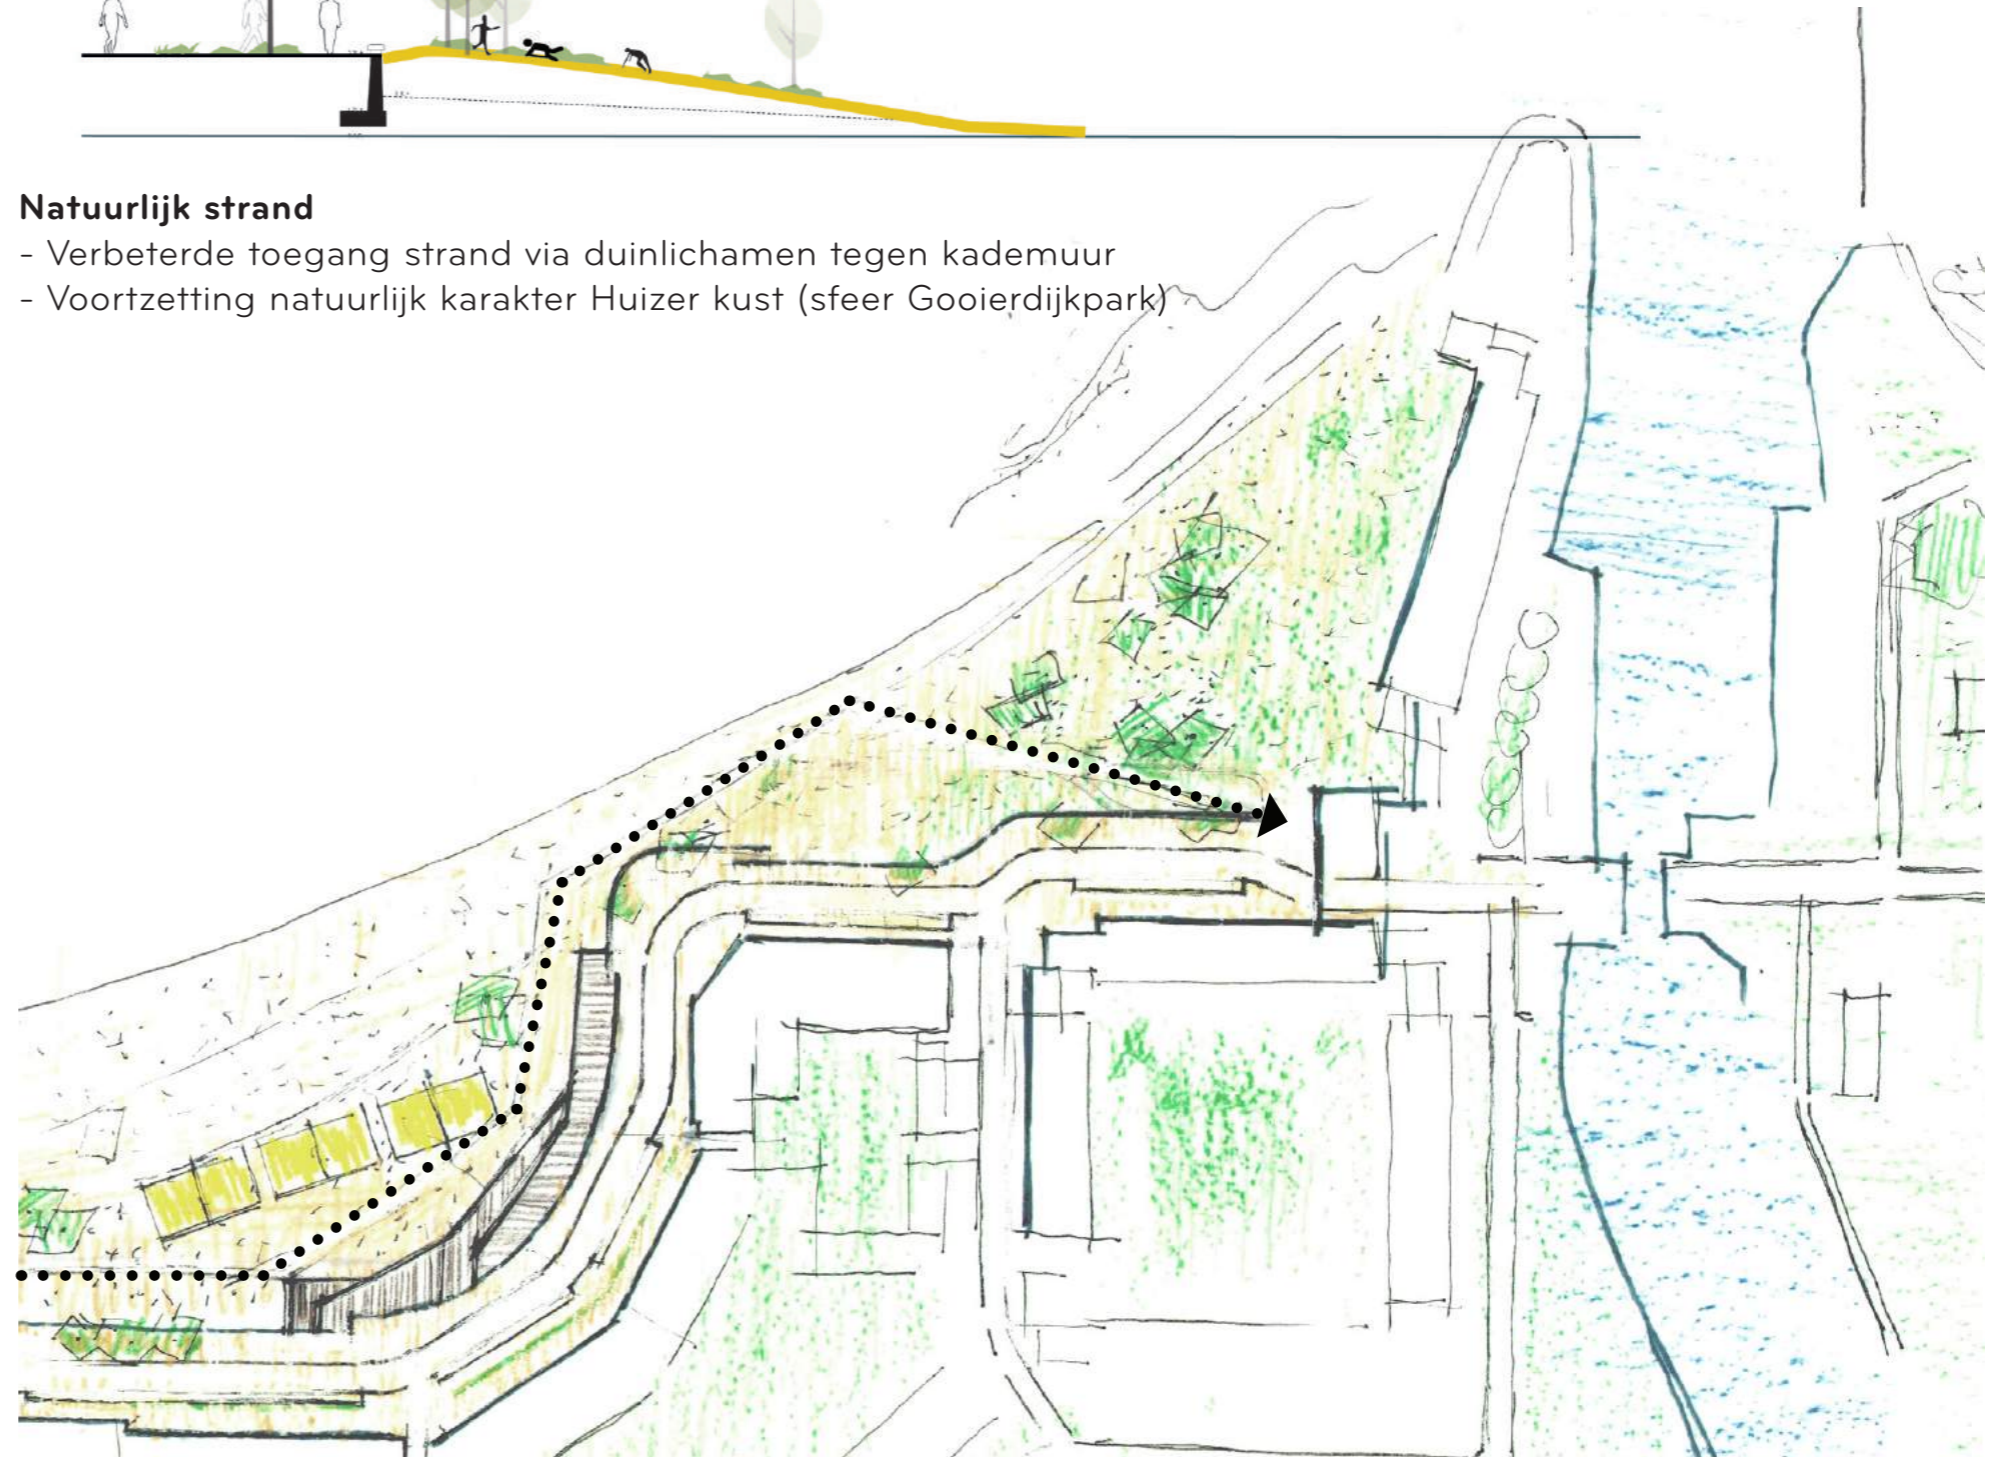 Natuurlijk strand
- Verbeterde toegang strand via duinlichamen tegen kademuur
- Voortzetting natuurlijk karakter Huizer kust (sfeer Gooierdijkpark)